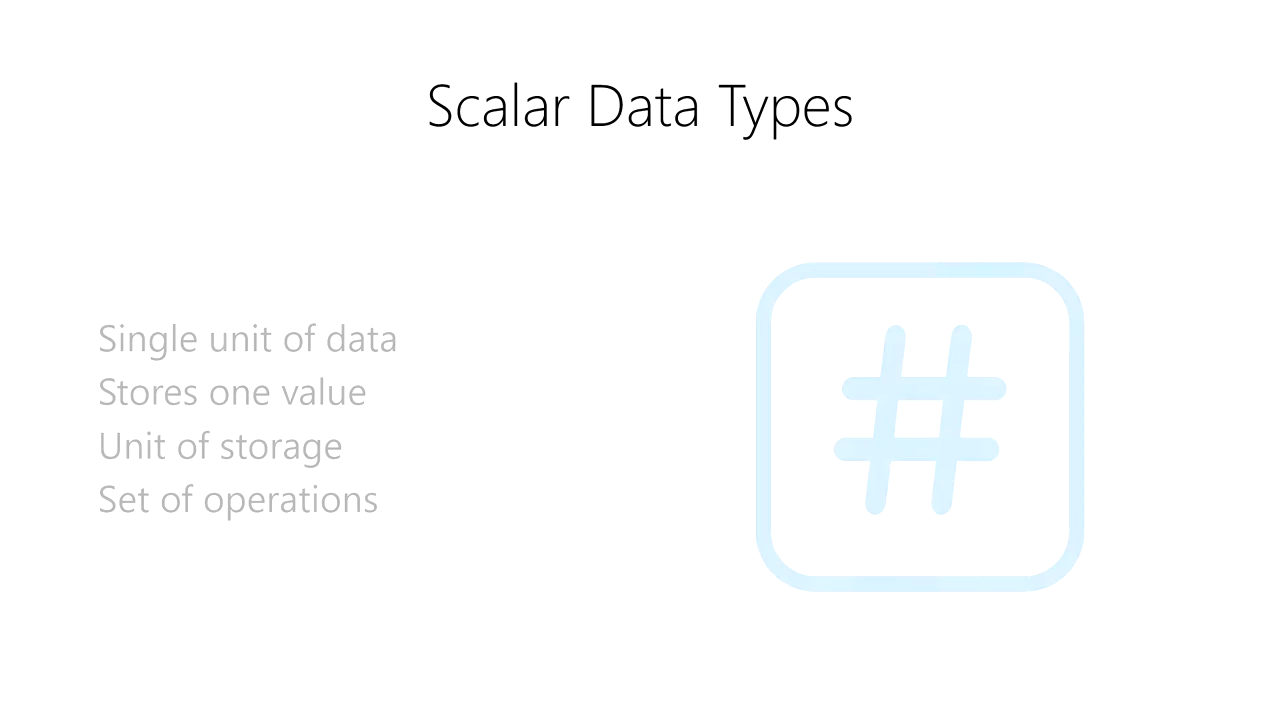 Scalar Data Types
Single unit of data
Stores one value
Unit of storage
Set of operations
#